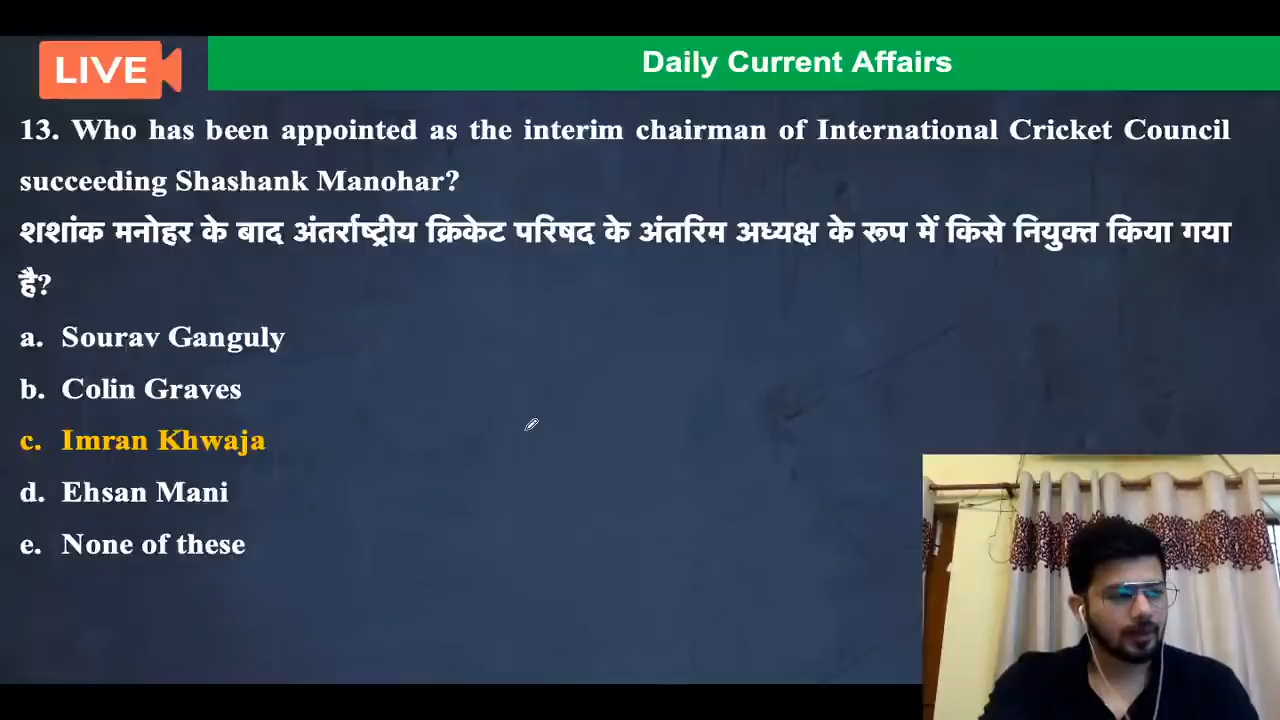 LIVE
Daily Current Affairs
13. Who has been appointed as the interim chairman of International Cricket Council
succeeding Shashank Manohar?
शशांक मनोहर के बाद अंतर्राष्ट्रीय क्रिकेट परिषद के अंतरिम अध्यक्ष के रूप में किसे नियुक्त किया गया
है?
a. Sourav Ganguly
b. Colin Graves
c. Imran Khwaja
d. Ehsan Mani
e. None of these